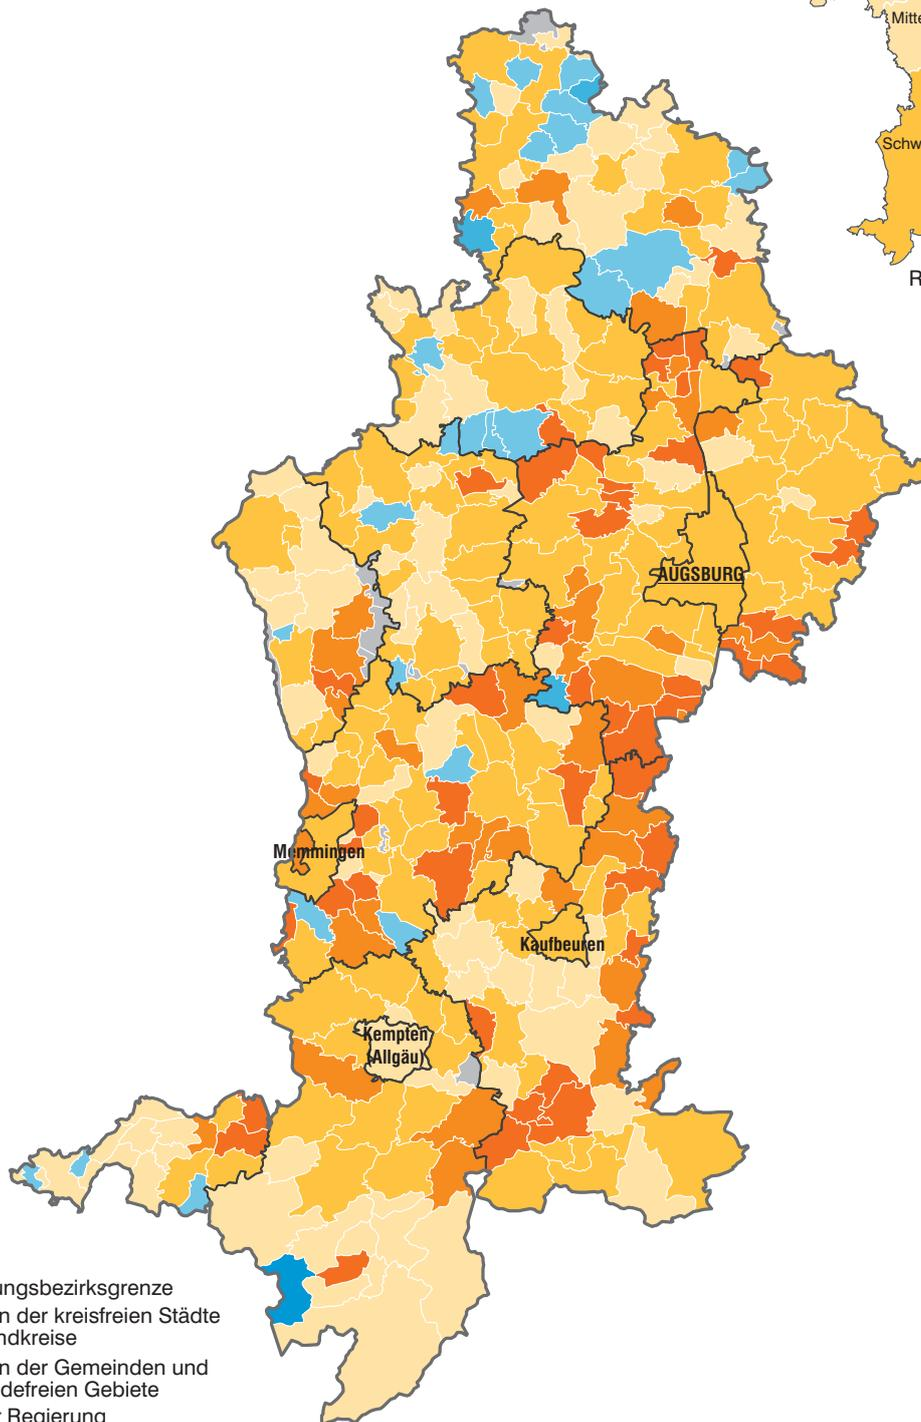 Mitte
Schw
R
AUGSBURG
Memmingen
Kaufbeuren
Kempten
(Allgäu)
ungsbezirksgrenze
n der kreisfreien Städte
ndkreise
n der Gemeinden und
defreien Gebiete
r Regierung